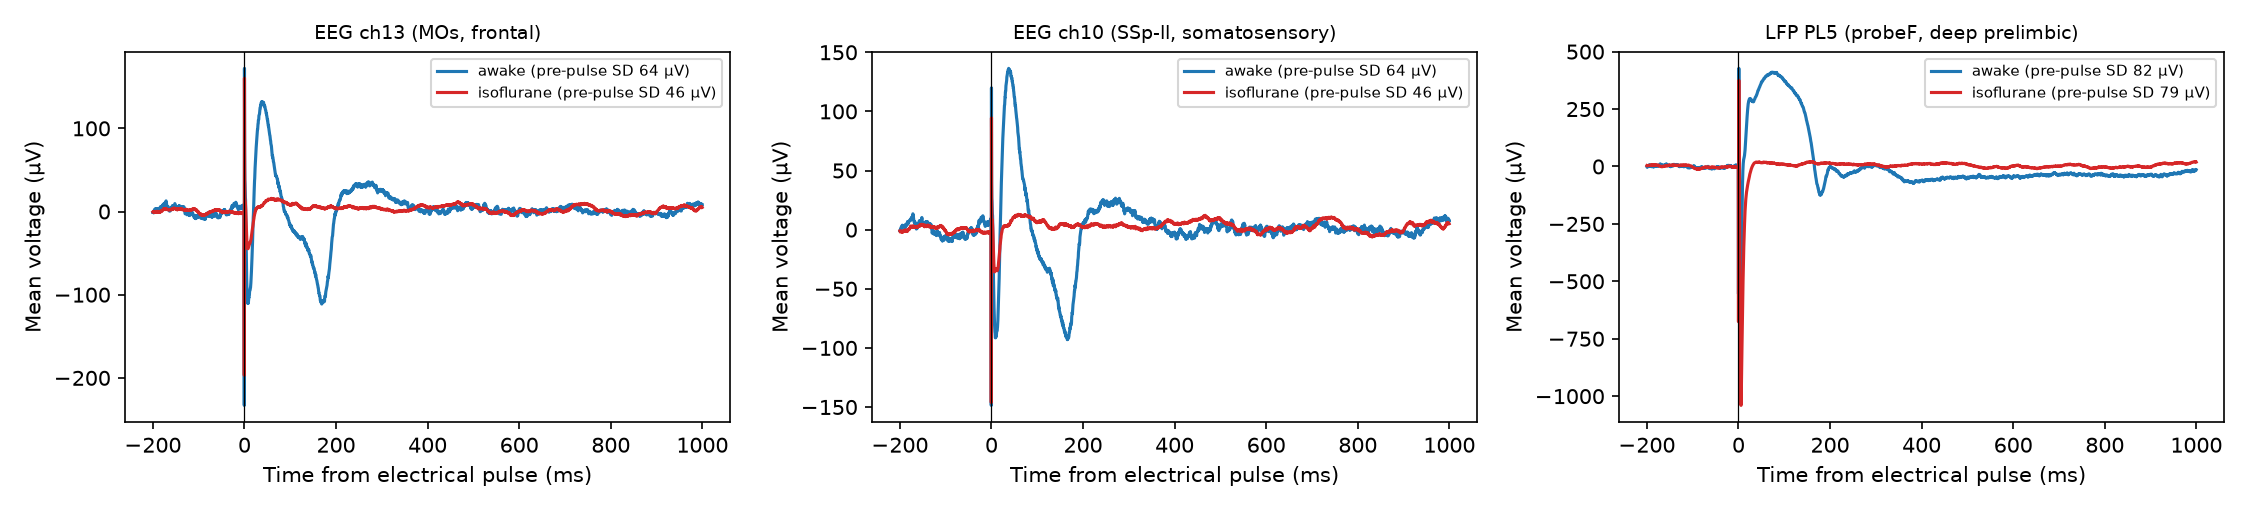 EEG ch13 (MOs, frontal)
awake (pre-pulse SD 64 µV)
isoflurane (pre-pulse SD 46 µV)
Mean voltage (µV)
100
0
−100
−200
−200 0 200 400 600 800 1000
Time from electrical pulse (ms)
EEG ch10 (SSp-ll, somatosensory)
awake (pre-pulse SD 64 µV)
isoflurane (pre-pulse SD 46 µV)
Mean voltage (µV)
150
100
50
0
−50
−100
−150
−200 0 200 400 600 800 1000
Time from electrical pulse (ms)
LFP PL5 (probeF, deep prelimbic)
awake (pre-pulse SD 82 µV)
isoflurane (pre-pulse SD 79 µV)
Mean voltage (µV)
500
250
0
−250
−500
−750
−1000
−200 0 200 400 600 800 1000
Time from electrical pulse (ms)